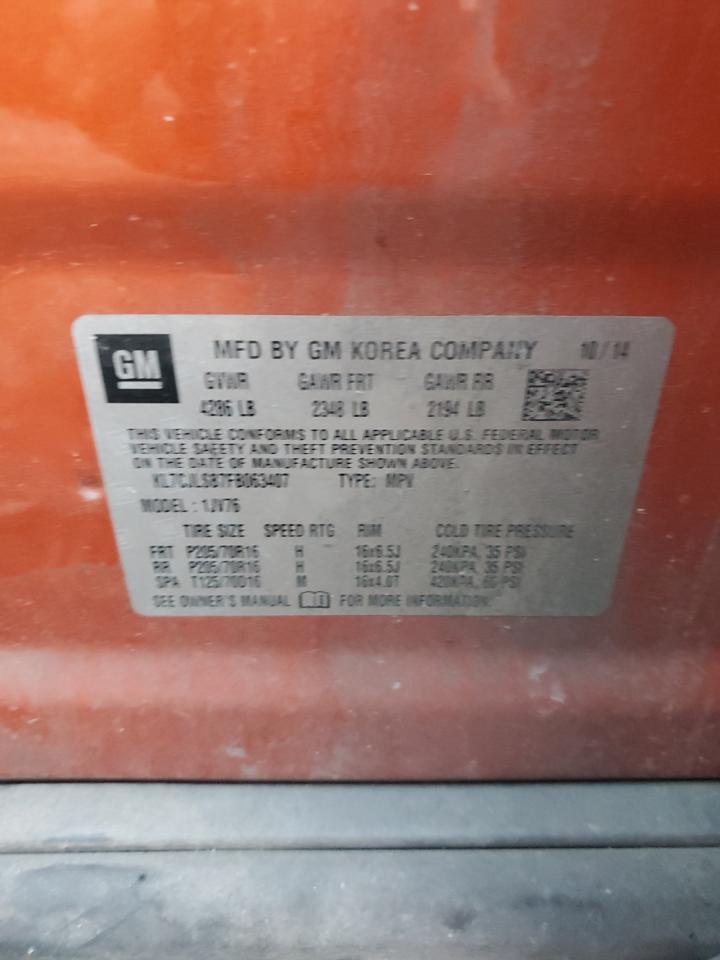 GM
MFD BY GM KOREA COMPANY 10/14
GVWR GAWR FRT GAWR RR
4286 LB 2348 LB 2194 LB
THIS VEHICLE CONFORMS TO ALL APPLICABLE U.S. FEDERAL MOTOR
VEHICLE SAFETY AND THEFT PREVENTION STANDARDS IN EFFECT
ON THE DATE OF MANUFACTURE SHOWN ABOVE.
KL7CJLSB7FB063407 TYPE: MPV
MODEL: 1JV76
TIRE SIZE SPEED RTG RIM COLD TIRE PRESSURE
FRT P205/70R16 H 16x6.5J 240KPA, 35 PSI
RR P205/70R16 H 16x6.5J 240KPA, 35 PSI
SPA T125/70D16 M 16x4.0T 420KPA, 60 PSI
SEE OWNER'S MANUAL FOR MORE INFORMATION.